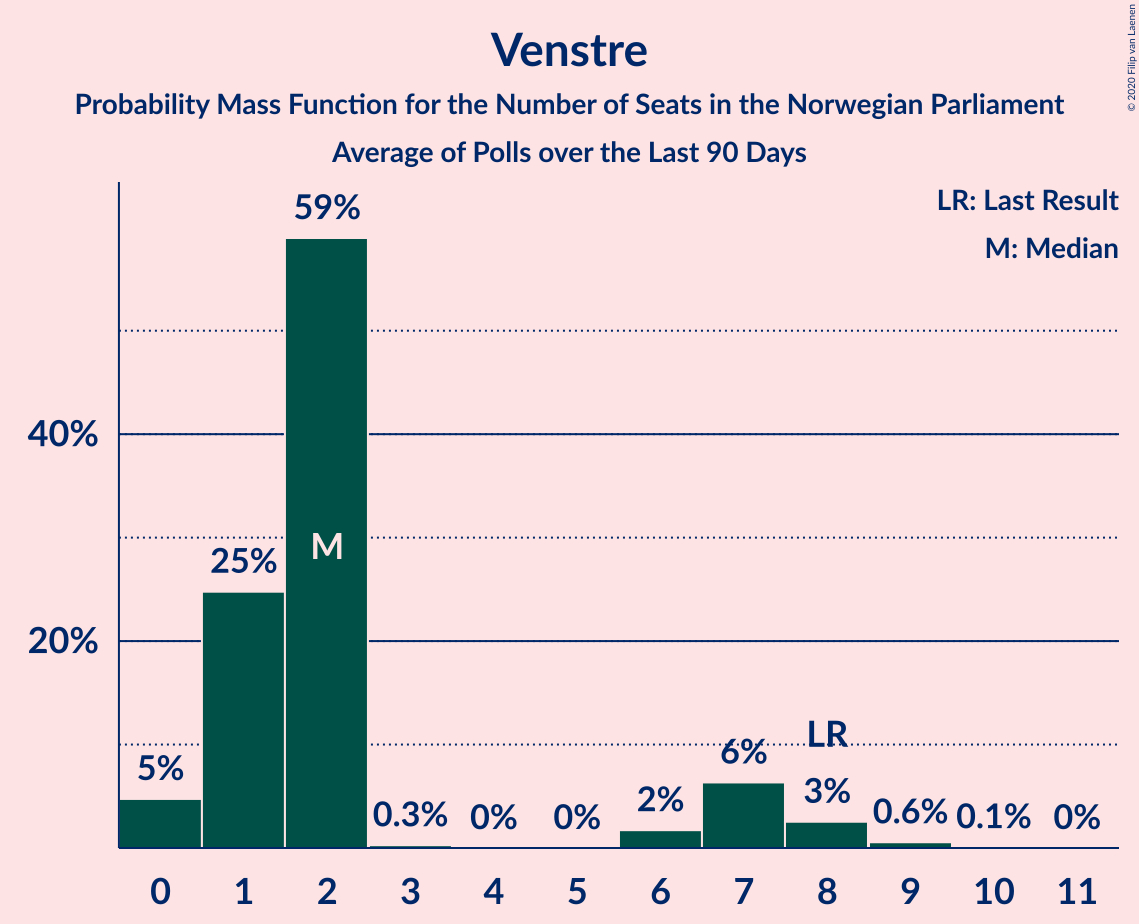 Venstre
Probability Mass Function for the Number of Seats in the Norwegian Parliament
Average of Polls over the Last 90 Days
© 2020 Filip van Laenen
LR: Last Result
M: Median
59%
40%
M
25%
20%
LR
5%
6%
2%
3%
0.3%
0%
0%
0.6%
0.1%
0%
0 1 2 3 4 5 6 7 8 9 10 11